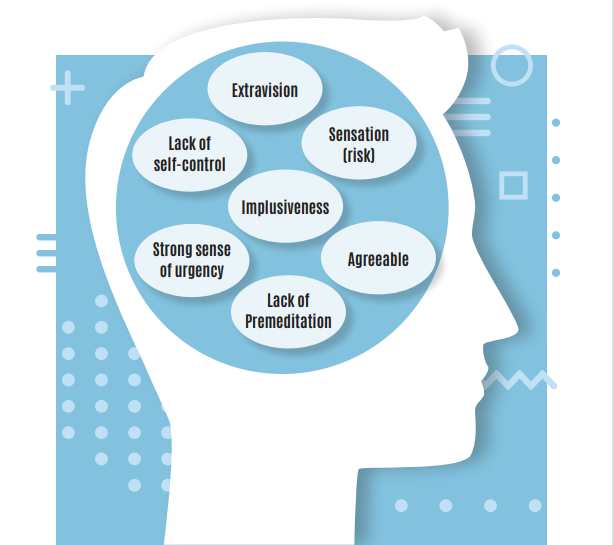 Extravision
Sensation
(risk)
Lack of
self-control
Implusiveness
Strong sense
of urgency
Agreeable
Lack of
Premeditation